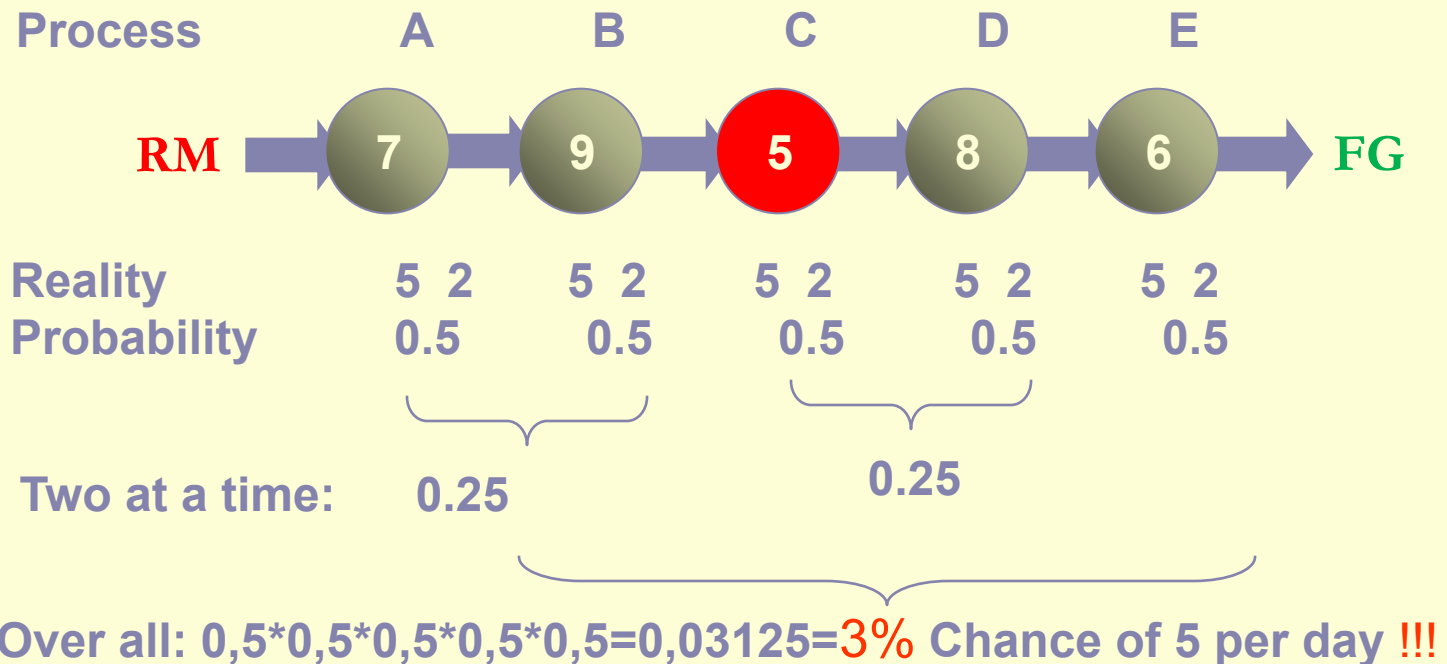 Process A B C D E
RM 7 9 5 8 6 FG
Reality 5 2 5 2 5 2 5 2 5 2
Probability 0.5 0.5 0.5 0.5 0.5
Two at a time: 0.25 0.25
Over all: 0,5*0,5*0,5*0,5*0,5=0,03125=3% Chance of 5 per day !!!